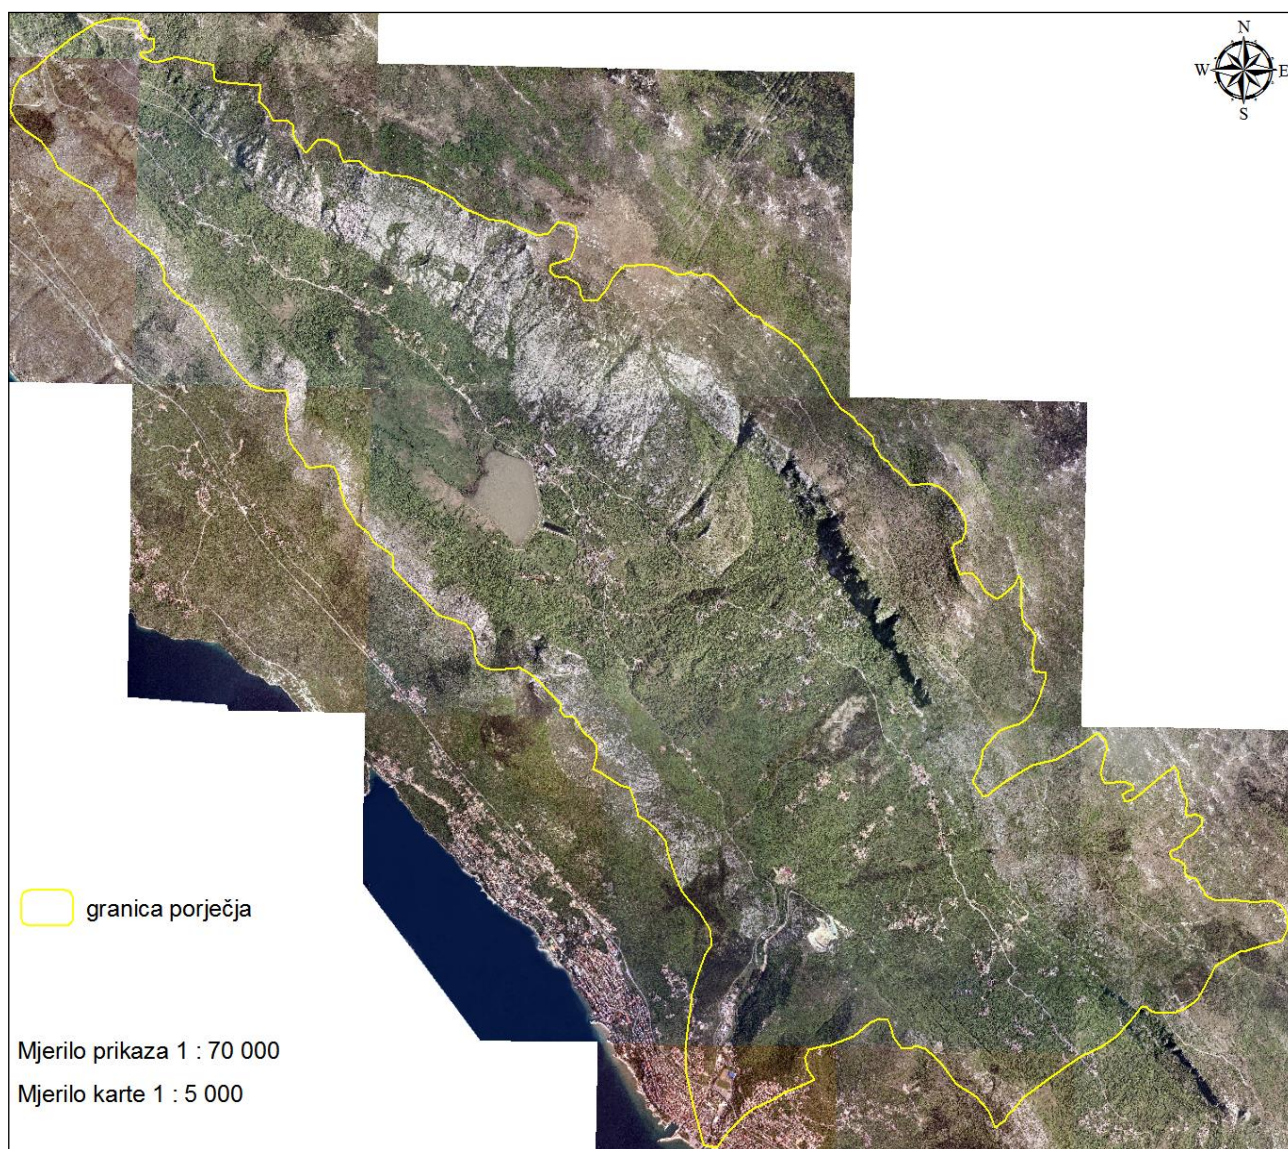 N
W E
S
granica porječja
Mjerilo prikaza 1 : 70 000
Mjerilo karte 1 : 5 000